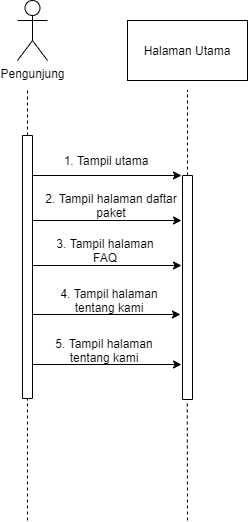 Pengunjung
Halaman Utama
1. Tampil utama
2. Tampil halaman daftar
paket
3. Tampil halaman
FAQ
4. Tampil halaman
tentang kami
5. Tampil halaman
tentang kami